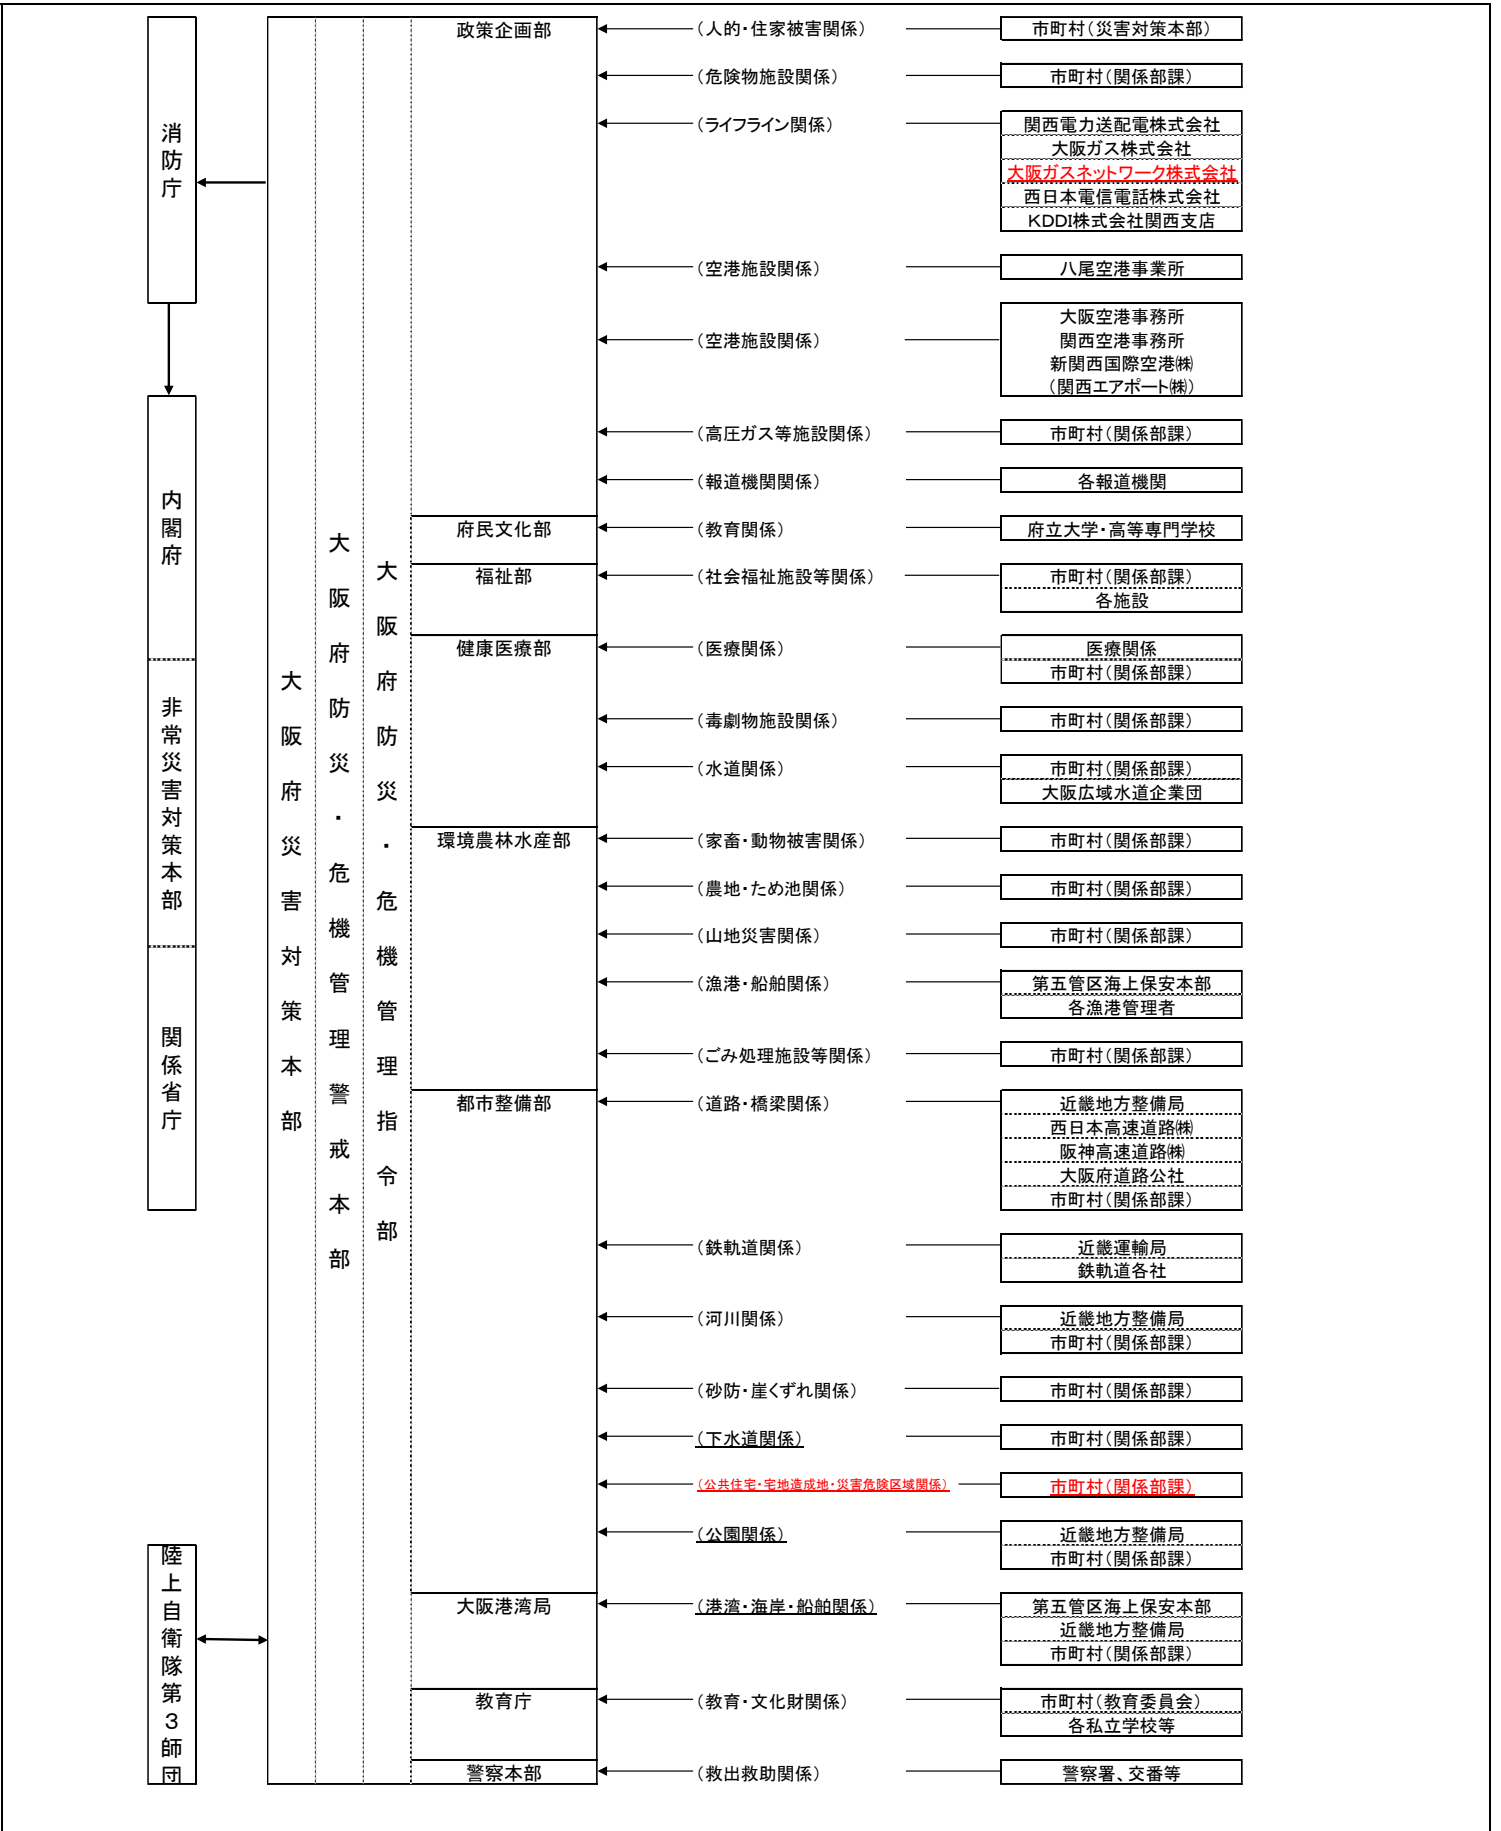 消防庁
内閣府
非常災害対策本部
関係省庁
陸上自衛隊第3師団
大阪府災害対策本部
大阪府防災・危機管理警戒本部
大阪府防災・危機管理指令部
政策企画部
(人的・住家被害関係)
市町村(災害対策本部)
(危険物施設関係)
市町村(関係部課)
(ライフライン関係)
関西電力送配電株式会社
大阪ガス株式会社
大阪ガスネットワーク株式会社
西日本電信電話株式会社
KDDI株式会社関西支店
(空港施設関係)
八尾空港事業所
(空港施設関係)
大阪空港事務所
関西空港事務所
新関西国際空港㈱
(関西エアポート㈱)
(高圧ガス等施設関係)
市町村(関係部課)
(報道機関関係)
各報道機関
府民文化部
(教育関係)
府立大学・高等専門学校
福祉部
(社会福祉施設等関係)
市町村(関係部課)
各施設
健康医療部
(医療関係)
医療関係
市町村(関係部課)
(毒劇物施設関係)
市町村(関係部課)
(水道関係)
市町村(関係部課)
大阪広域水道企業団
環境農林水産部
(家畜・動物被害関係)
市町村(関係部課)
(農地・ため池関係)
市町村(関係部課)
(山地災害関係)
市町村(関係部課)
(漁港・船舶関係)
第五管区海上保安本部
各漁港管理者
(ごみ処理施設等関係)
市町村(関係部課)
都市整備部
(道路・橋梁関係)
近畿地方整備局
西日本高速道路㈱
阪神高速道路㈱
大阪府道路公社
市町村(関係部課)
(鉄軌道関係)
近畿運輸局
鉄軌道各社
(河川関係)
近畿地方整備局
市町村(関係部課)
(砂防・崖くずれ関係)
市町村(関係部課)
(下水道関係)
市町村(関係部課)
(公共住宅・宅地造成地・災害危険区域関係)
市町村(関係部課)
(公園関係)
近畿地方整備局
市町村(関係部課)
大阪港湾局
(港湾・海岸・船舶関係)
第五管区海上保安本部
近畿地方整備局
市町村(関係部課)
教育庁
(教育・文化財関係)
市町村(教育委員会)
各私立学校等
警察本部
(救出救助関係)
警察署、交番等